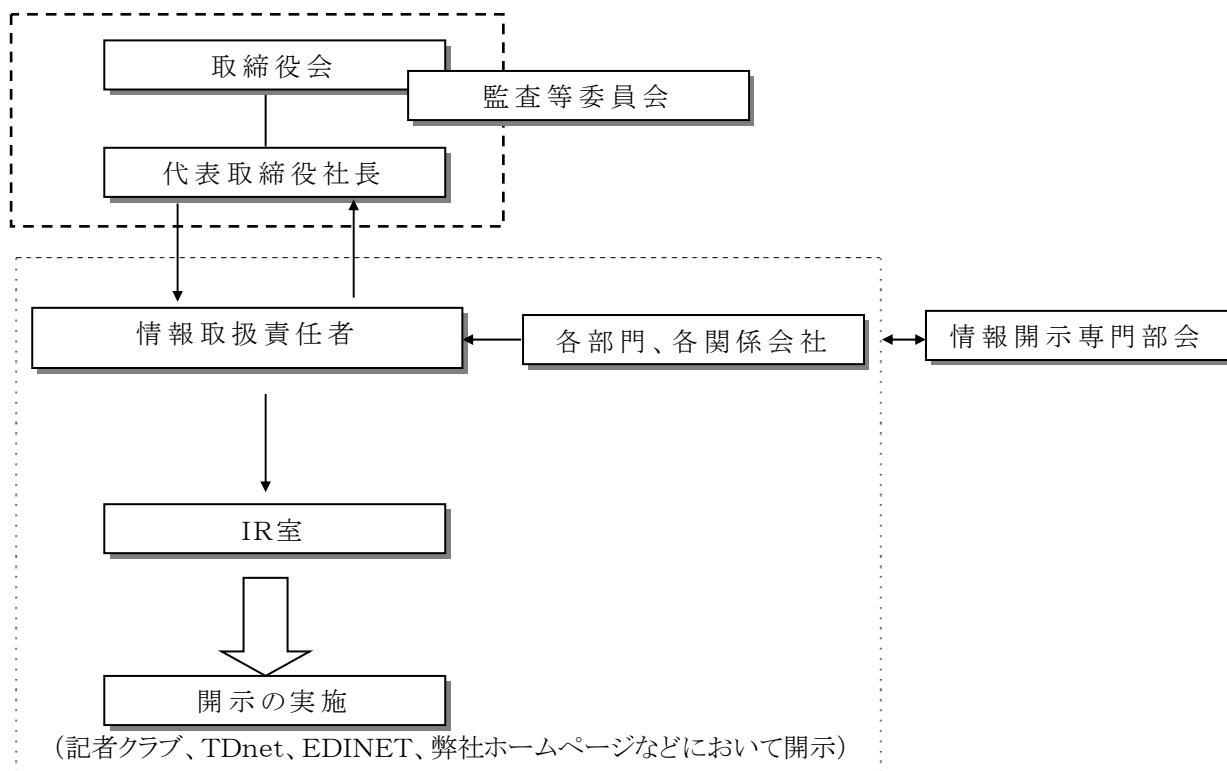 取締役会
監査等委員会
代表取締役社長
情報取扱責任者
各部門、各関係会社
情報開示専門部会
IR室
開示の実施
(記者クラブ、TDnet、EDINET、弊社ホームページなどにおいて開示)